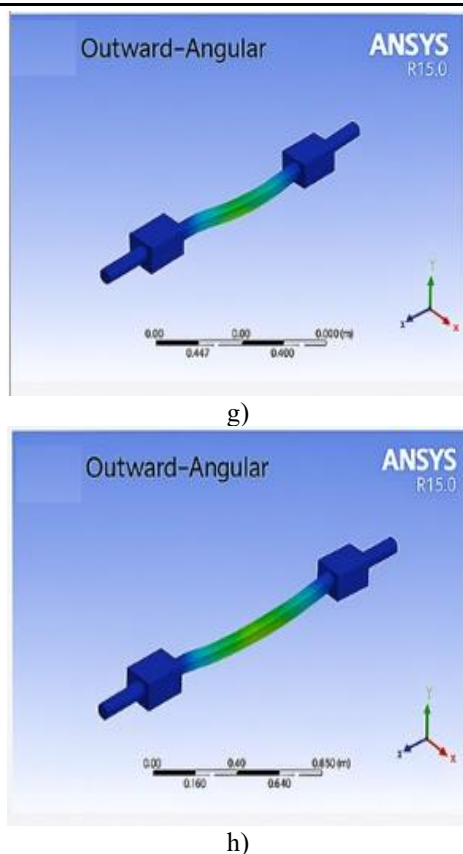 Outward-Angular
ANSYS
R15.0
0.00 0.00 0.000 (m)
0.447 0.400
Y
x x
g)
Outward-Angular
ANSYS
R15.0
0.00 0.40 0.850 (m)
0.160 0.640
Y
x x
h)